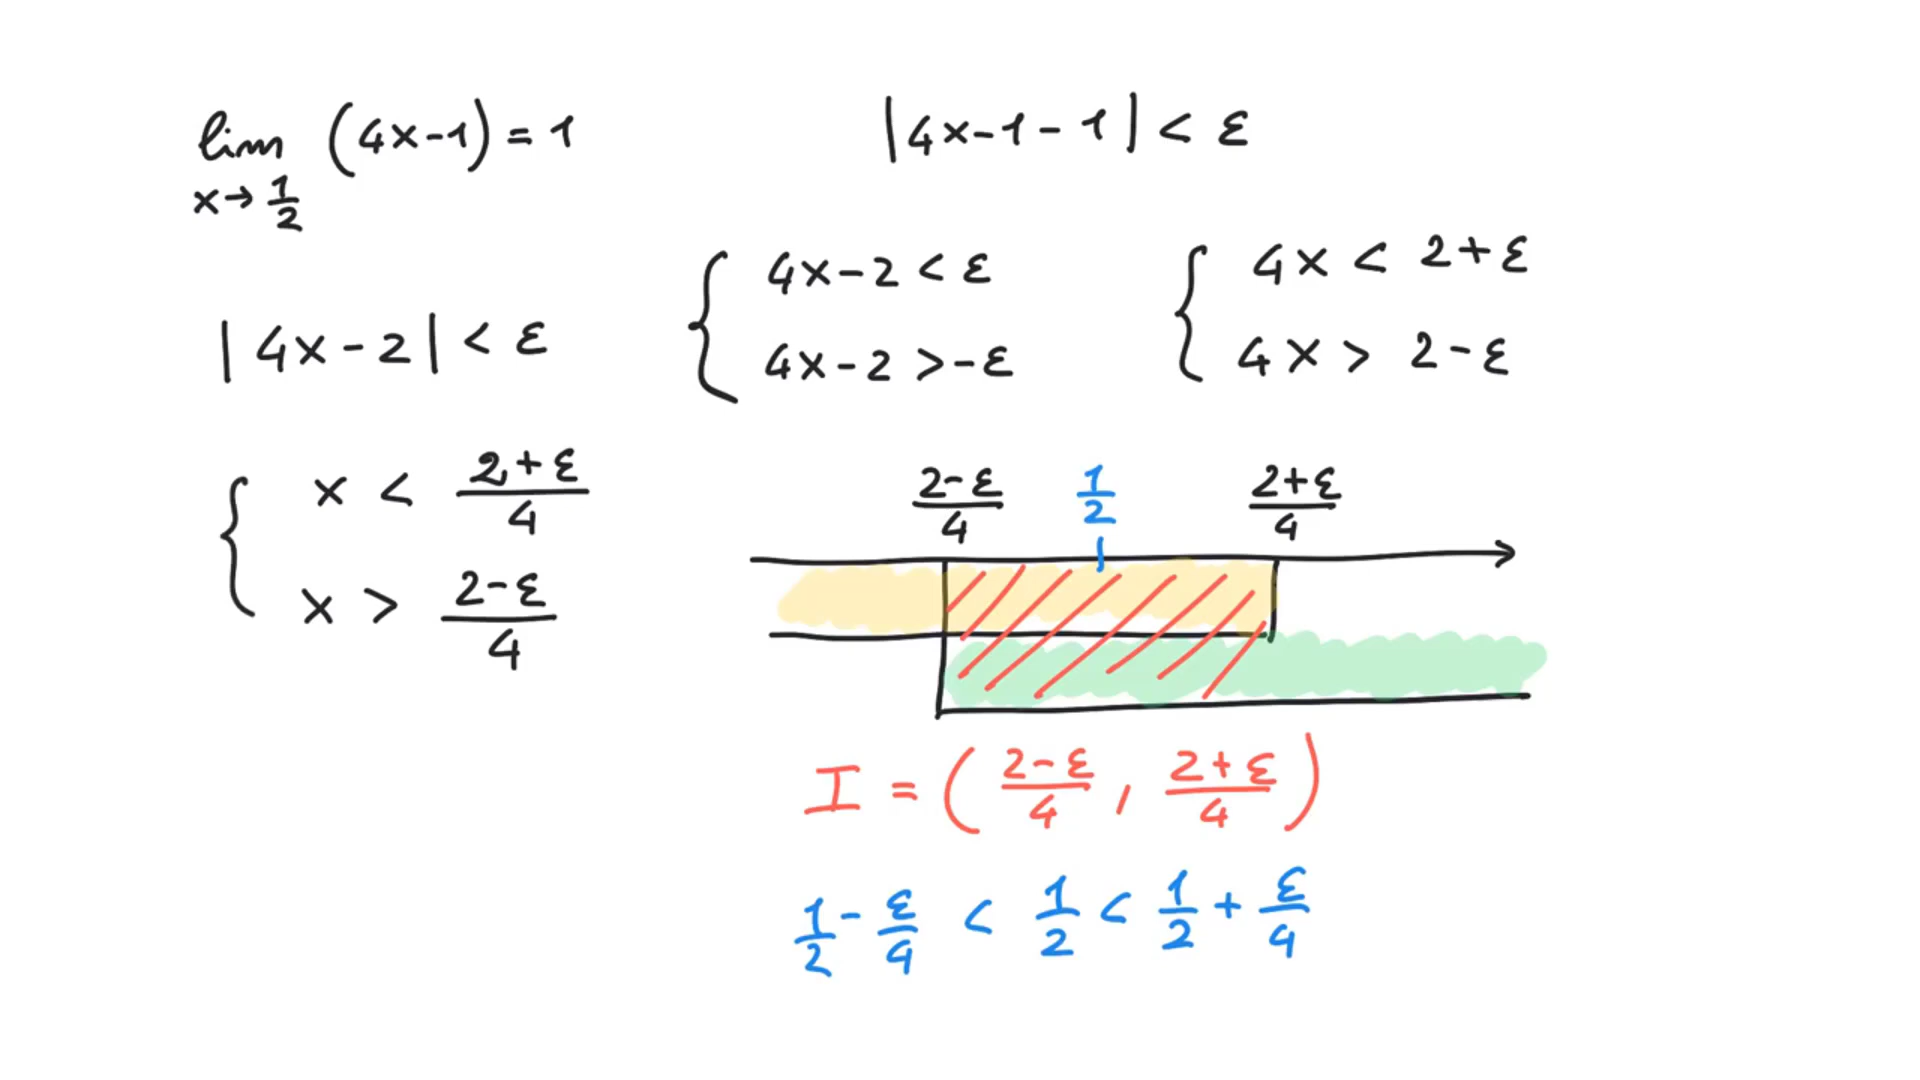 lim x→1/2 (4x-1) = 1
|4x-1-1| < ε
|4x-2| < ε
{ 4x-2 < ε
4x-2 > -ε
{ 4x < 2+ε
4x > 2-ε
{ x < (2+ε)/4
x > (2-ε)/4
(2-ε)/4 1/2 (2+ε)/4
I = ( (2-ε)/4 , (2+ε)/4 )
1/2 - ε/4 < 1/2 < 1/2 + ε/4